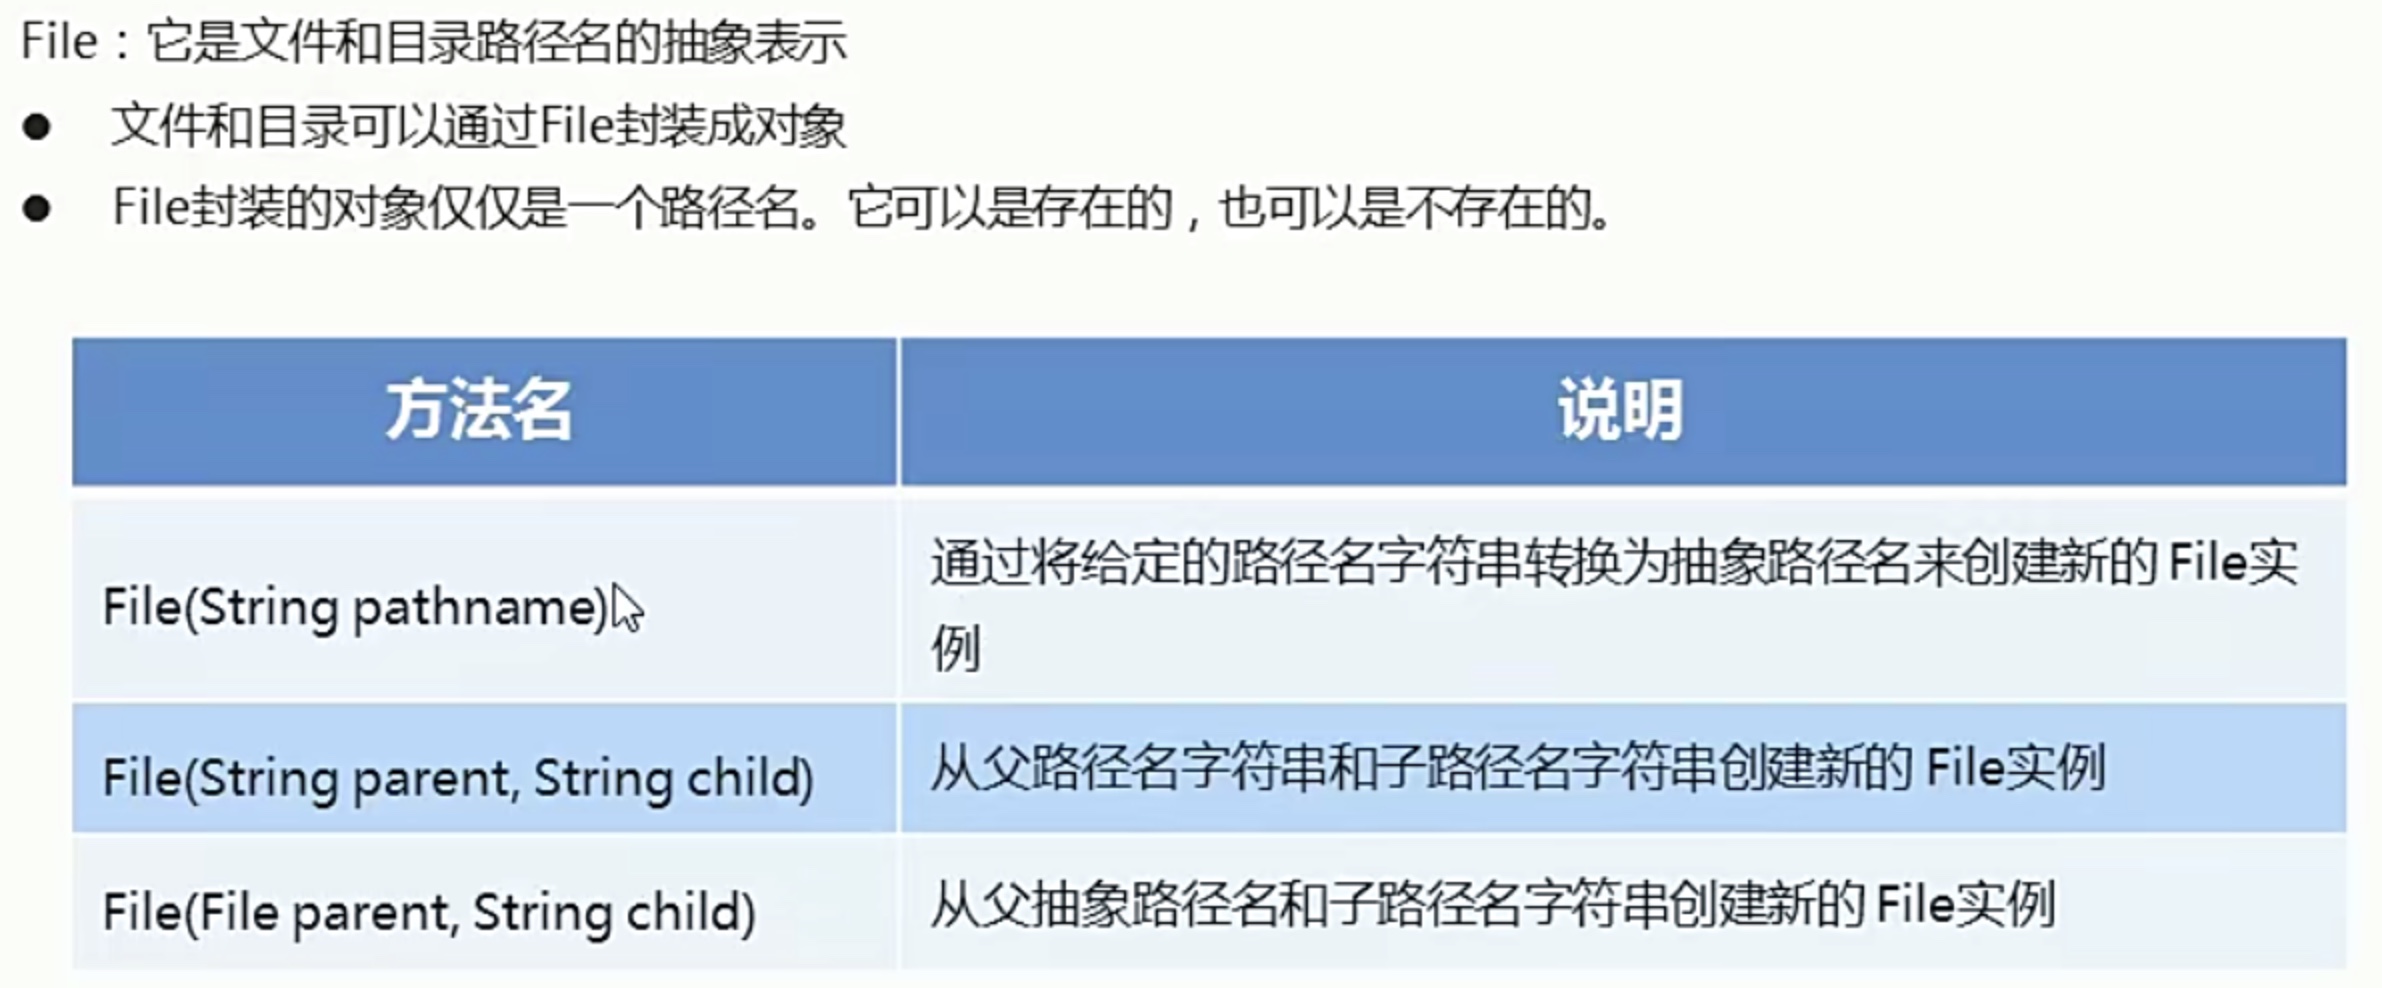 File：它是文件和目录路径名的抽象表示
● 文件和目录可以通过File封装成对象
● File封装的对象仅仅是一个路径名。它可以是存在的，也可以是不存在的。
方法名 说明
File(String pathname) 通过将给定的路径名字符串转换为抽象路径名来创建新的 File实
例
File(String parent, String child) 从父路径名字符串和子路径名字符串创建新的 File实例
File(File parent, String child) 从父抽象路径名和子路径名字符串创建新的 File实例